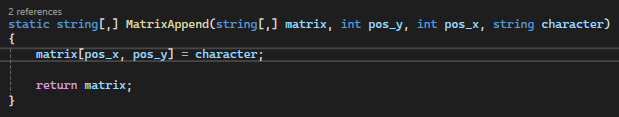 2 references
static string[,] MatrixAppend(string[,] matrix, int pos_y, int pos_x, string character)
{
matrix[pos_x, pos_y] = character;
return matrix;
}